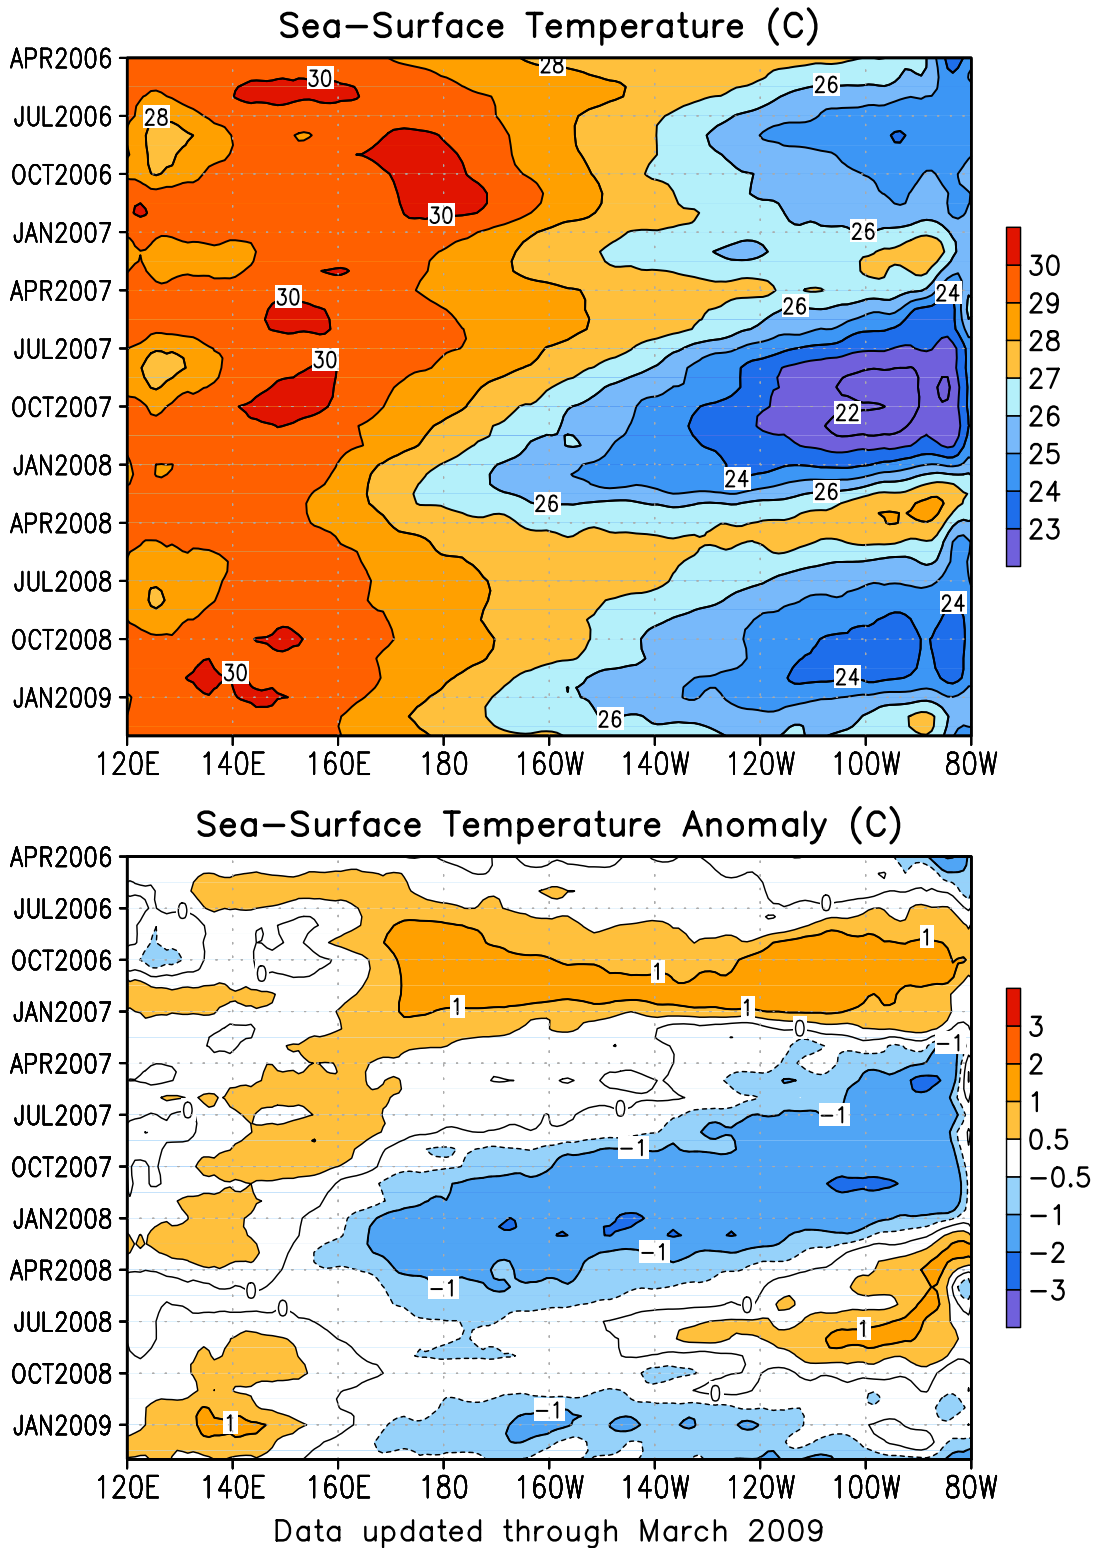 Sea-Surface Temperature (C)
APR2006
JUL2006
OCT2006
JAN2007
APR2007
JUL2007
OCT2007
JAN2008
APR2008
JUL2008
OCT2008
JAN2009
28
30
26
28
30
26
30
26
24
30
22
24
26
26
24
30
24
26
120E 140E 160E 180 160W 140W 120W 100W 80W
30
29
28
27
26
25
24
23
Sea-Surface Temperature Anomaly (C)
APR2006
JUL2006
OCT2006
JAN2007
APR2007
JUL2007
OCT2007
JAN2008
APR2008
JUL2008
OCT2008
JAN2009
0
0
1
0
1
1
1
0
-1
0
0
-1
-1
-1
-1
0
0
0
1
0
-1
1
120E 140E 160E 180 160W 140W 120W 100W 80W
3
2
1
0.5
-0.5
-1
-2
-3
Data updated through March 2009